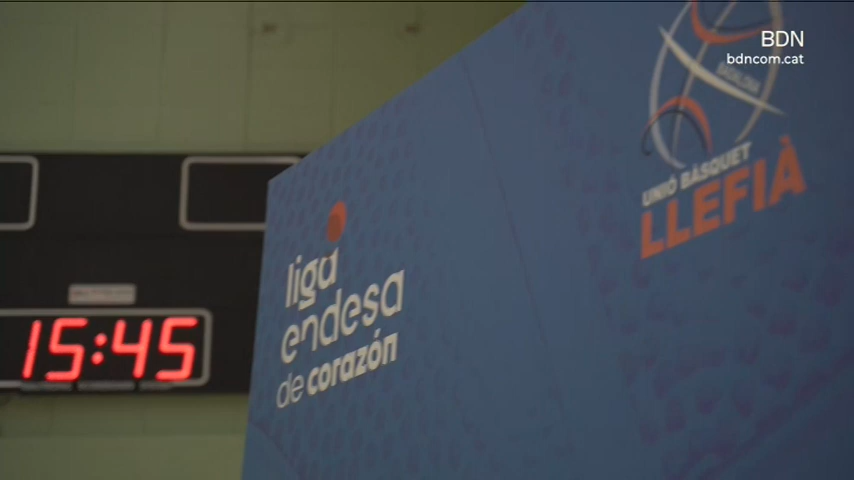 BDN
bdncom.cat
UNIÓ BÀSQUET
LLEFIÀ
liga
endesa
de corazón
15:45